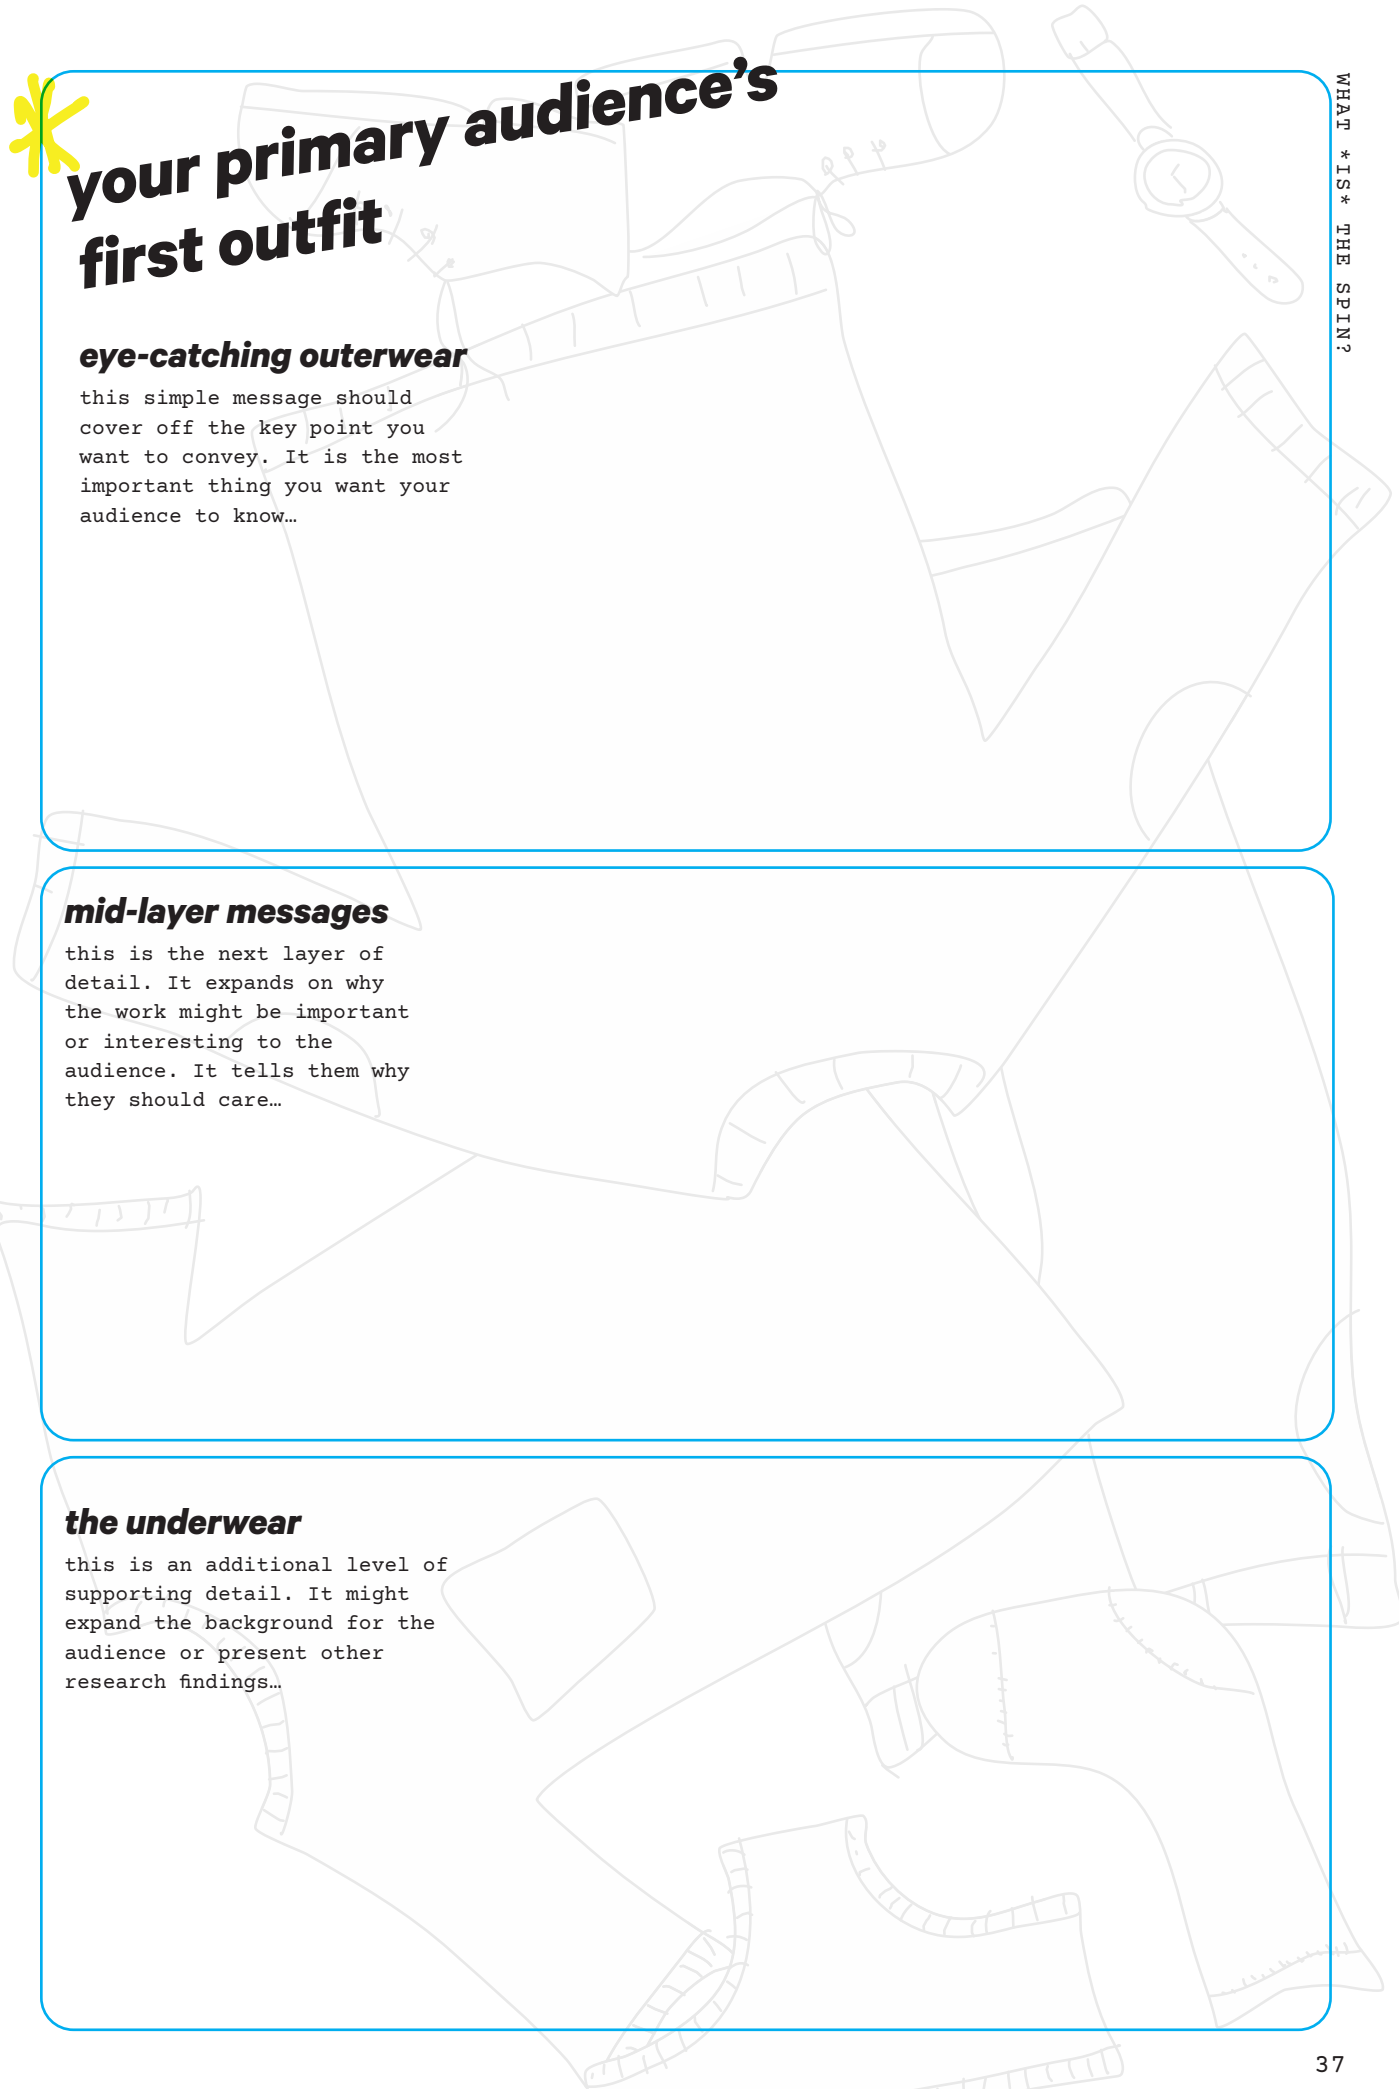 your primary audience's
first outfit
eye-catching outerwear
this simple message should
cover off the key point you
want to convey. It is the most
important thing you want your
audience to know…
mid-layer messages
this is the next layer of
detail. It expands on why
the work might be important
or interesting to the
audience. It tells them why
they should care…
the underwear
this is an additional level of
supporting detail. It might
expand the background for the
audience or present other
research findings…
WHAT *IS* THE SPIN?
37